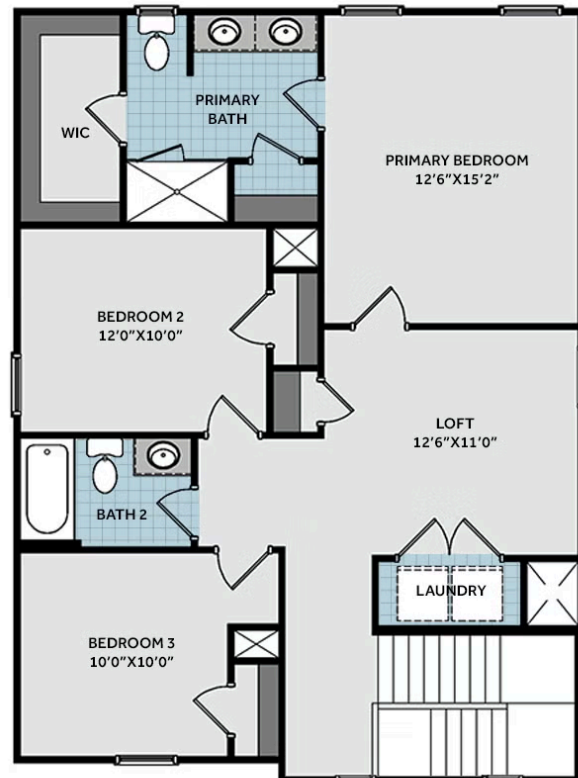 PRIMARY
BATH
WIC
PRIMARY BEDROOM
12'6"X15'2"
BEDROOM 2
12'0"X10'0"
LOFT
12'6"X11'0"
BATH 2
LAUNDRY
BEDROOM 3
10'0"X10'0"